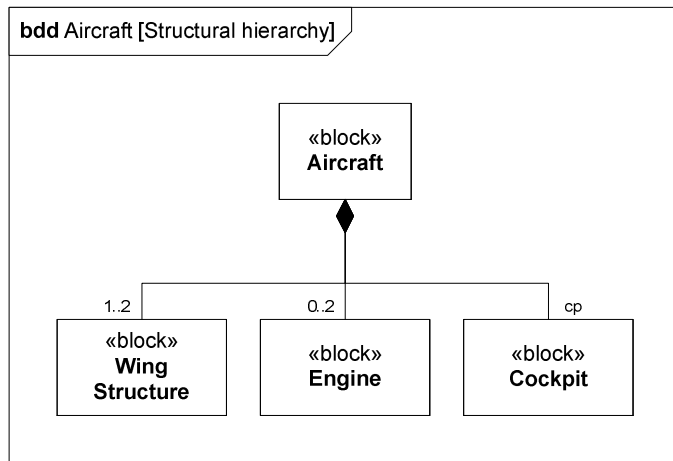 bdd Aircraft [Structural hierarchy]
«block»
Aircraft
1..2
0..2
cp
«block»
Wing
Structure
«block»
Engine
«block»
Cockpit